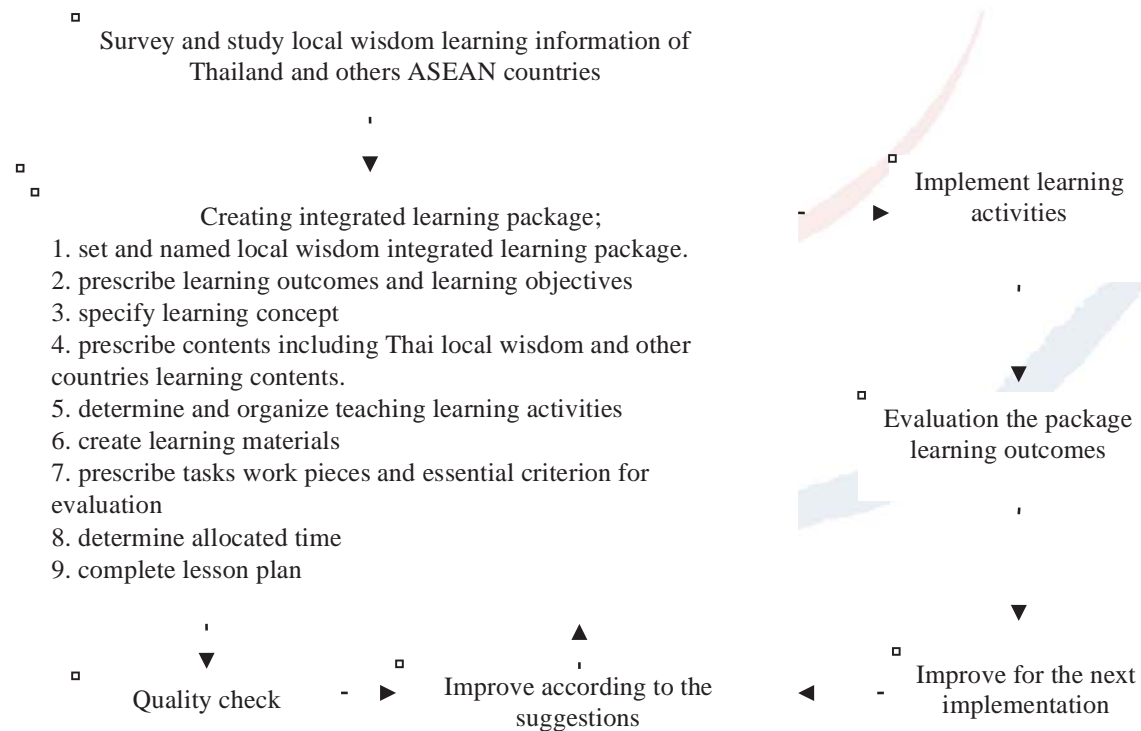 Survey and study local wisdom learning information of
Thailand and others ASEAN countries
Creating integrated learning package;
1. set and named local wisdom integrated learning package.
2. prescribe learning outcomes and learning objectives
3. specify learning concept
4. prescribe contents including Thai local wisdom and other
countries learning contents.
5. determine and organize teaching learning activities
6. create learning materials
7. prescribe tasks work pieces and essential criterion for
evaluation
8. determine allocated time
9. complete lesson plan
Implement learning
activities
Evaluation the package
learning outcomes
Quality check
Improve according to the
suggestions
Improve for the next
implementation